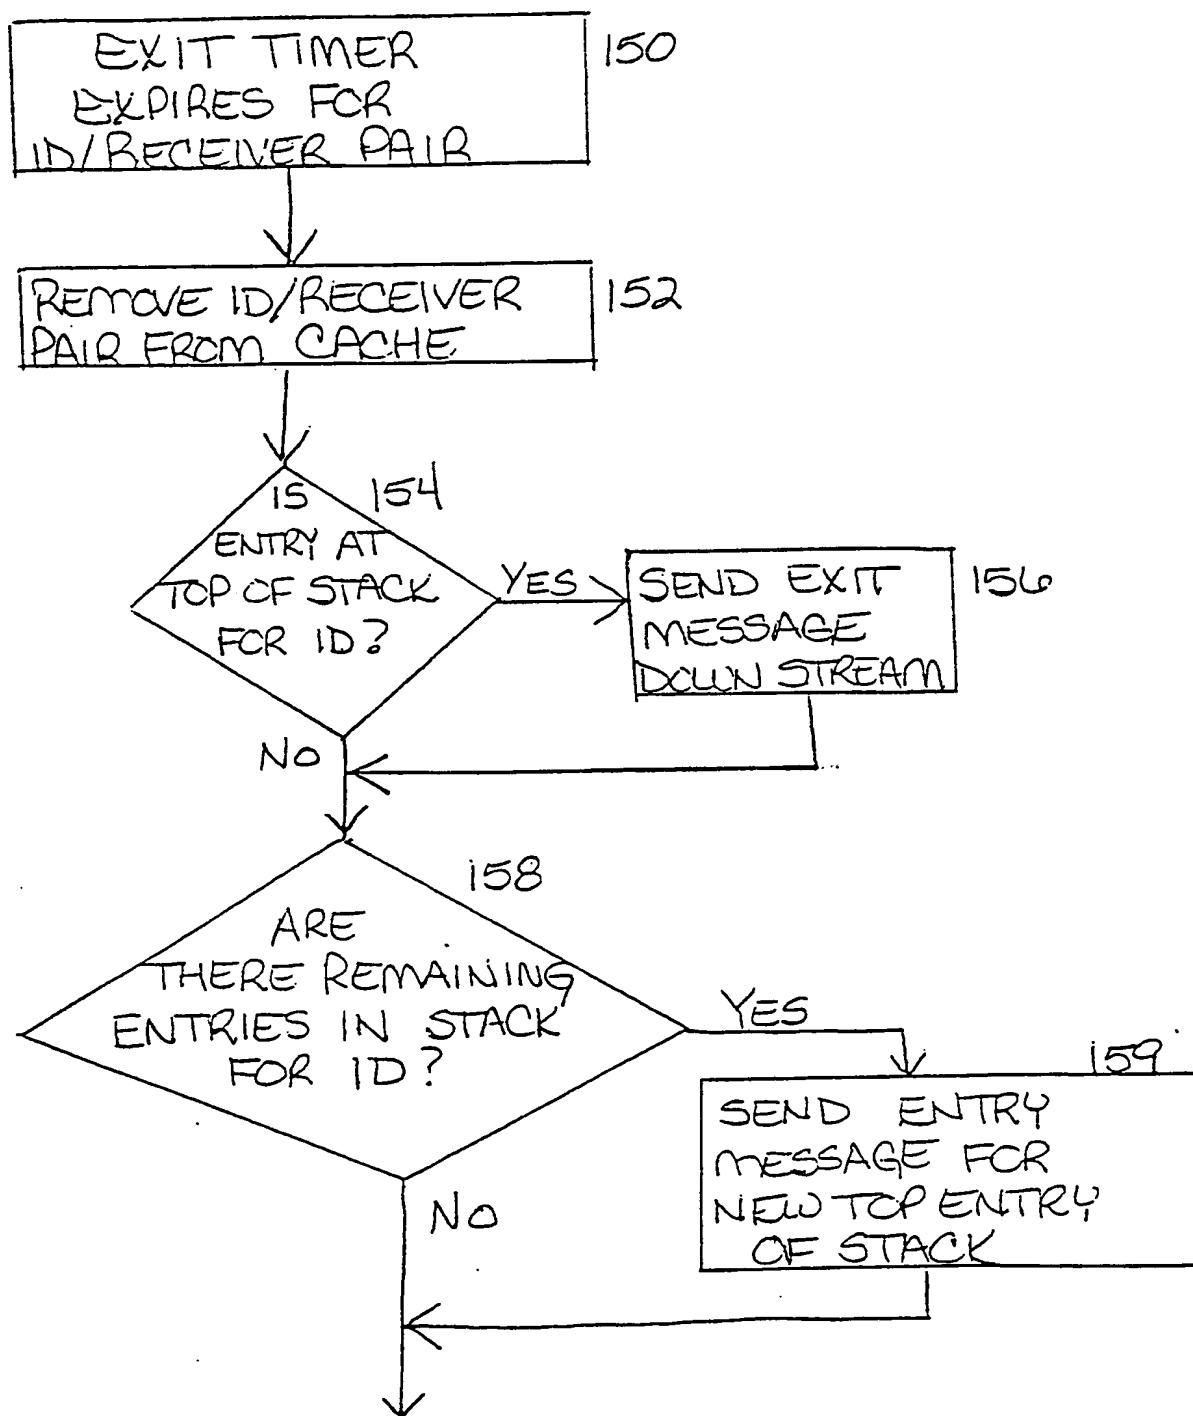 EXIT TIMER
EXPIRES FOR
ID/RECEIVER PAIR
150
REMOVE ID/RECEIVER
PAIR FROM CACHE
152
IS
ENTRY AT
TOP OF STACK
FOR ID?
154
YES
SEND EXIT
MESSAGE
DOWN STREAM
156
NO
158
ARE
THERE REMAINING
ENTRIES IN STACK
FOR ID?
YES
159
SEND ENTRY
MESSAGE FOR
NEW TOP ENTRY
OF STACK
NO